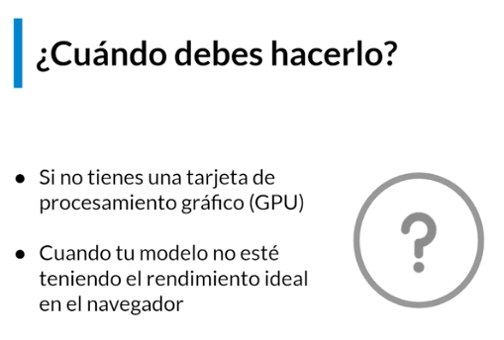 ¿Cuándo debes hacerlo?
● Si no tienes una tarjeta de
procesamiento gráfico (GPU)
● Cuando tu modelo no esté
teniendo el rendimiento ideal
en el navegador
?